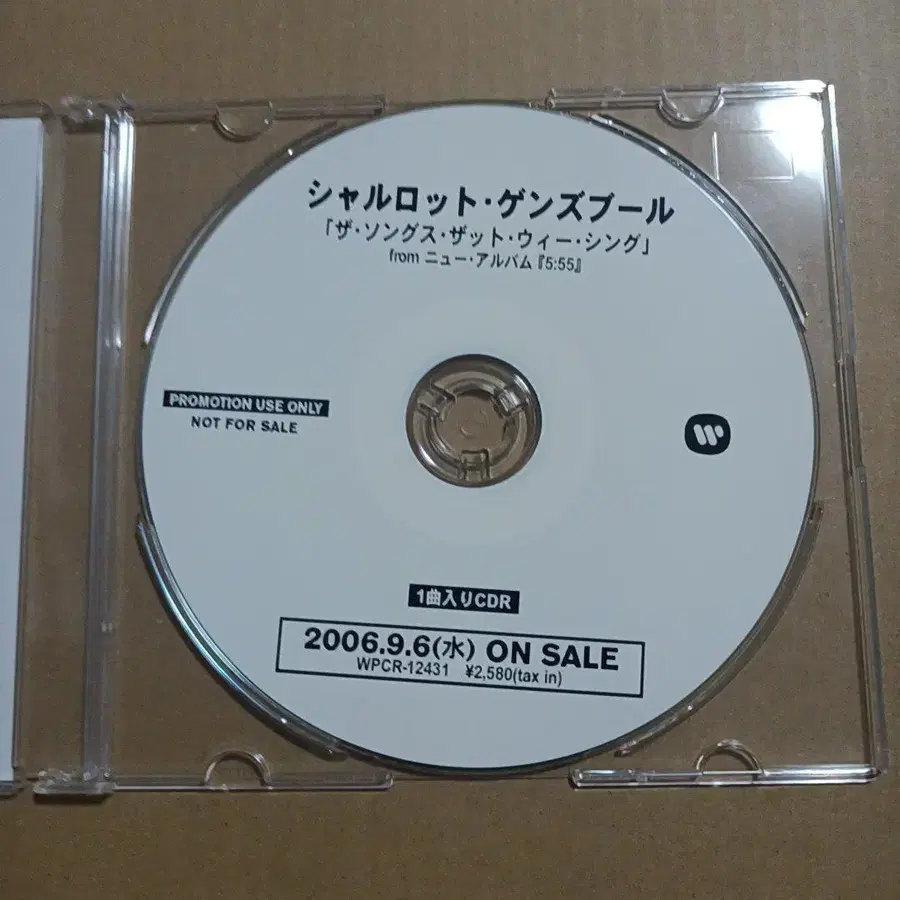 シャルロット・ゲンズブール
「ザ・ソングス・ザット・ウィー・シング」
from ニュー・アルバム『5:55』
PROMOTION USE ONLY
NOT FOR SALE
1曲入りCDR
2006.9.6(水) ON SALE
WPCR-12431 ¥2,580(tax in)